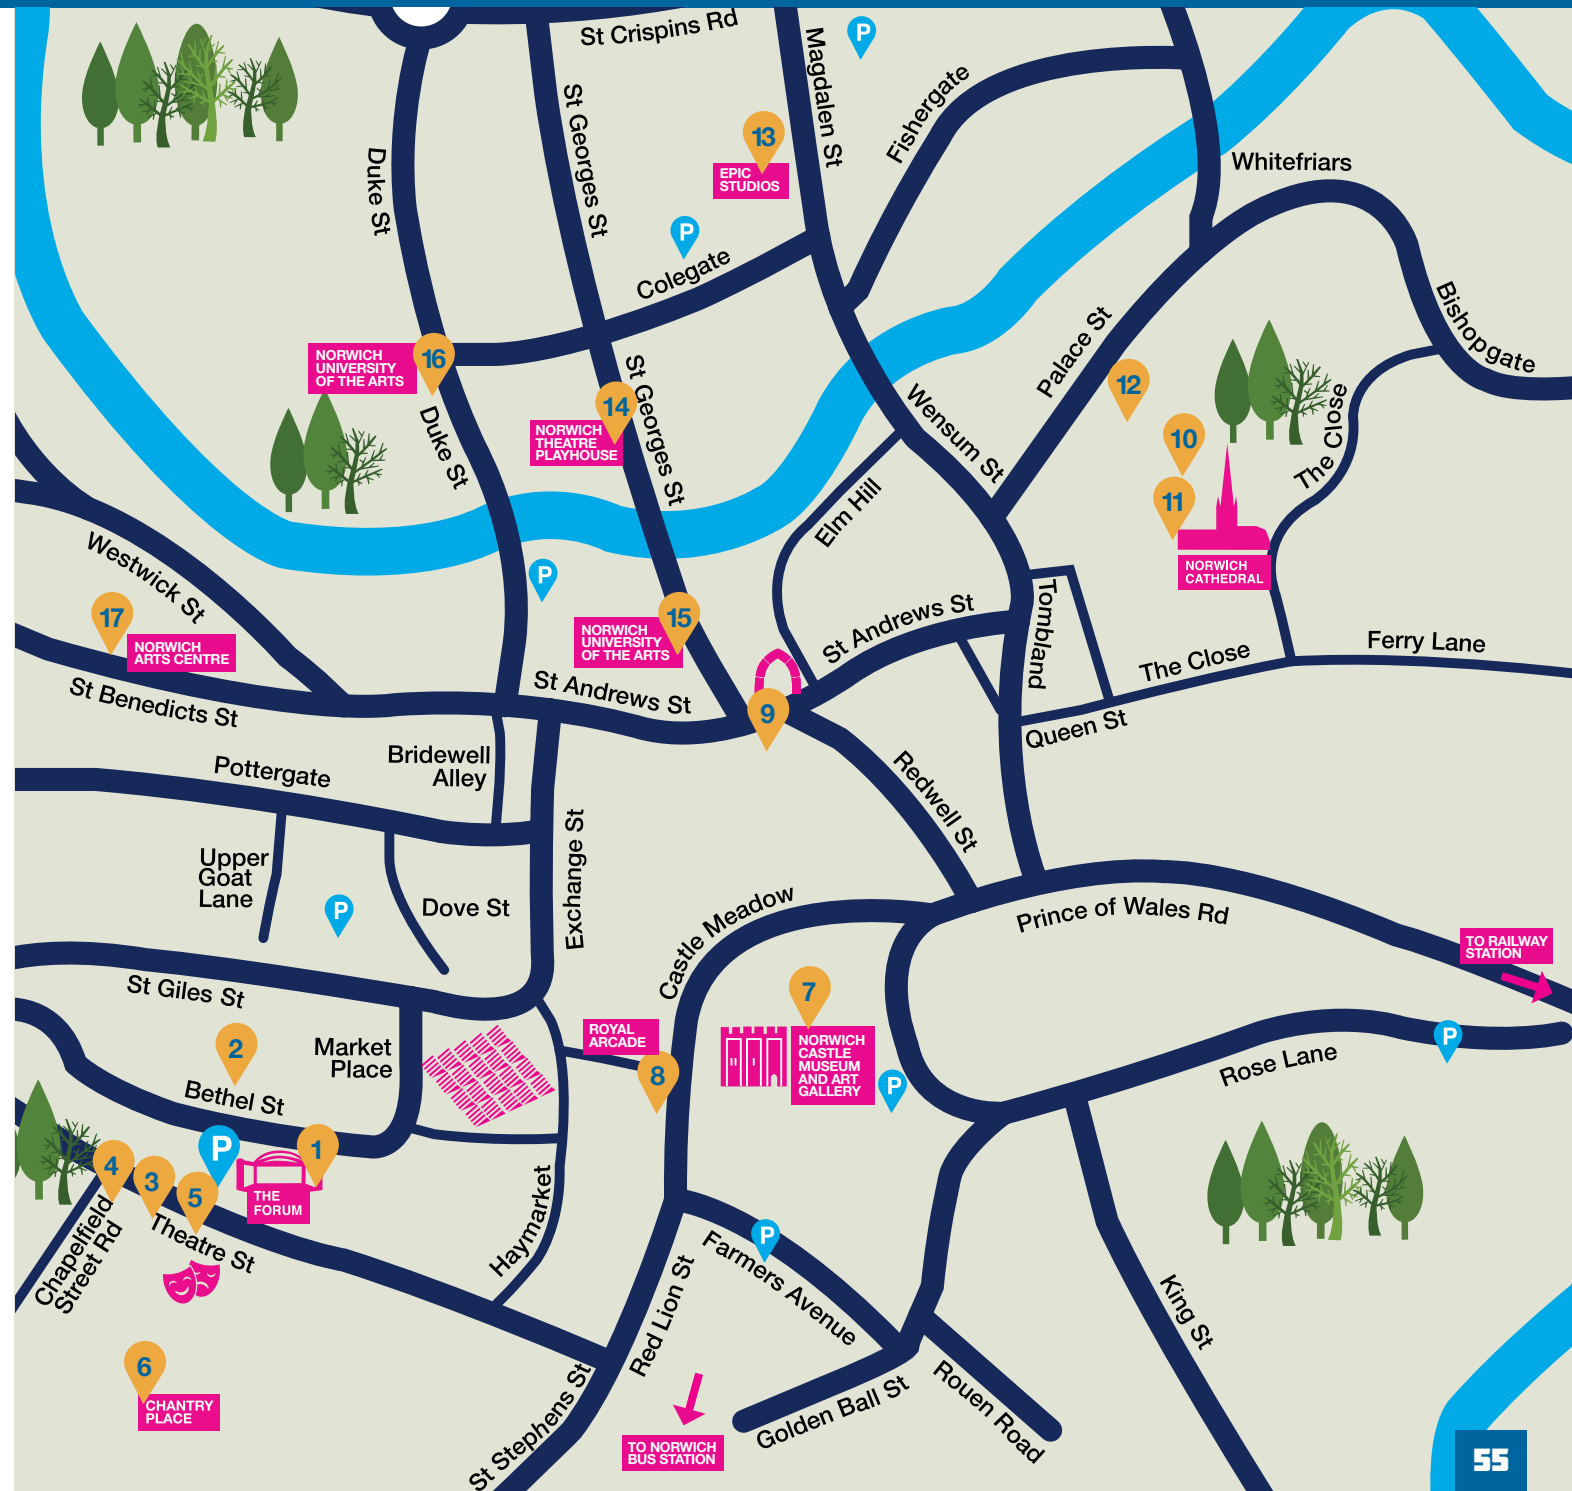 St Crispins Rd
P
Magdalen St
Fishergate
Duke St
St Georges St
13
EPIC
STUDIOS
Whitefriars
P
Colegate
Bishopgate
Palace St
16
NORWICH
UNIVERSITY
OF THE ARTS
St Georges St
14
NORWICH
THEATRE
PLAYHOUSE
Duke St
Wensum St
12
10
11
The Close
NORWICH
CATHEDRAL
Elm Hill
Westwick St
P
17
NORWICH
ARTS CENTRE
15
NORWICH
UNIVERSITY
OF THE ARTS
St Andrews St
Tombland
Ferry Lane
The Close
St Benedicts St
St Andrews St
9
Queen St
Bridewell
Alley
Pottergate
Redwell St
Exchange St
Upper
Goat
Lane
P
Dove St
Castle Meadow
Prince of Wales Rd
TO RAILWAY
STATION
St Giles St
7
NORWICH
CASTLE
MUSEUM
AND ART
GALLERY
P
2
Market
Place
ROYAL
ARCADE
8
P
Rose Lane
Bethel St
P
1
THE
FORUM
4
3
5
Theatre St
Chapelfield
Street Rd
Haymarket
P
Farmers Avenue
Red Lion St
King St
6
CHANTRY
PLACE
St Stephens St
TO NORWICH
BUS STATION
Golden Ball St
Rouen Road
55